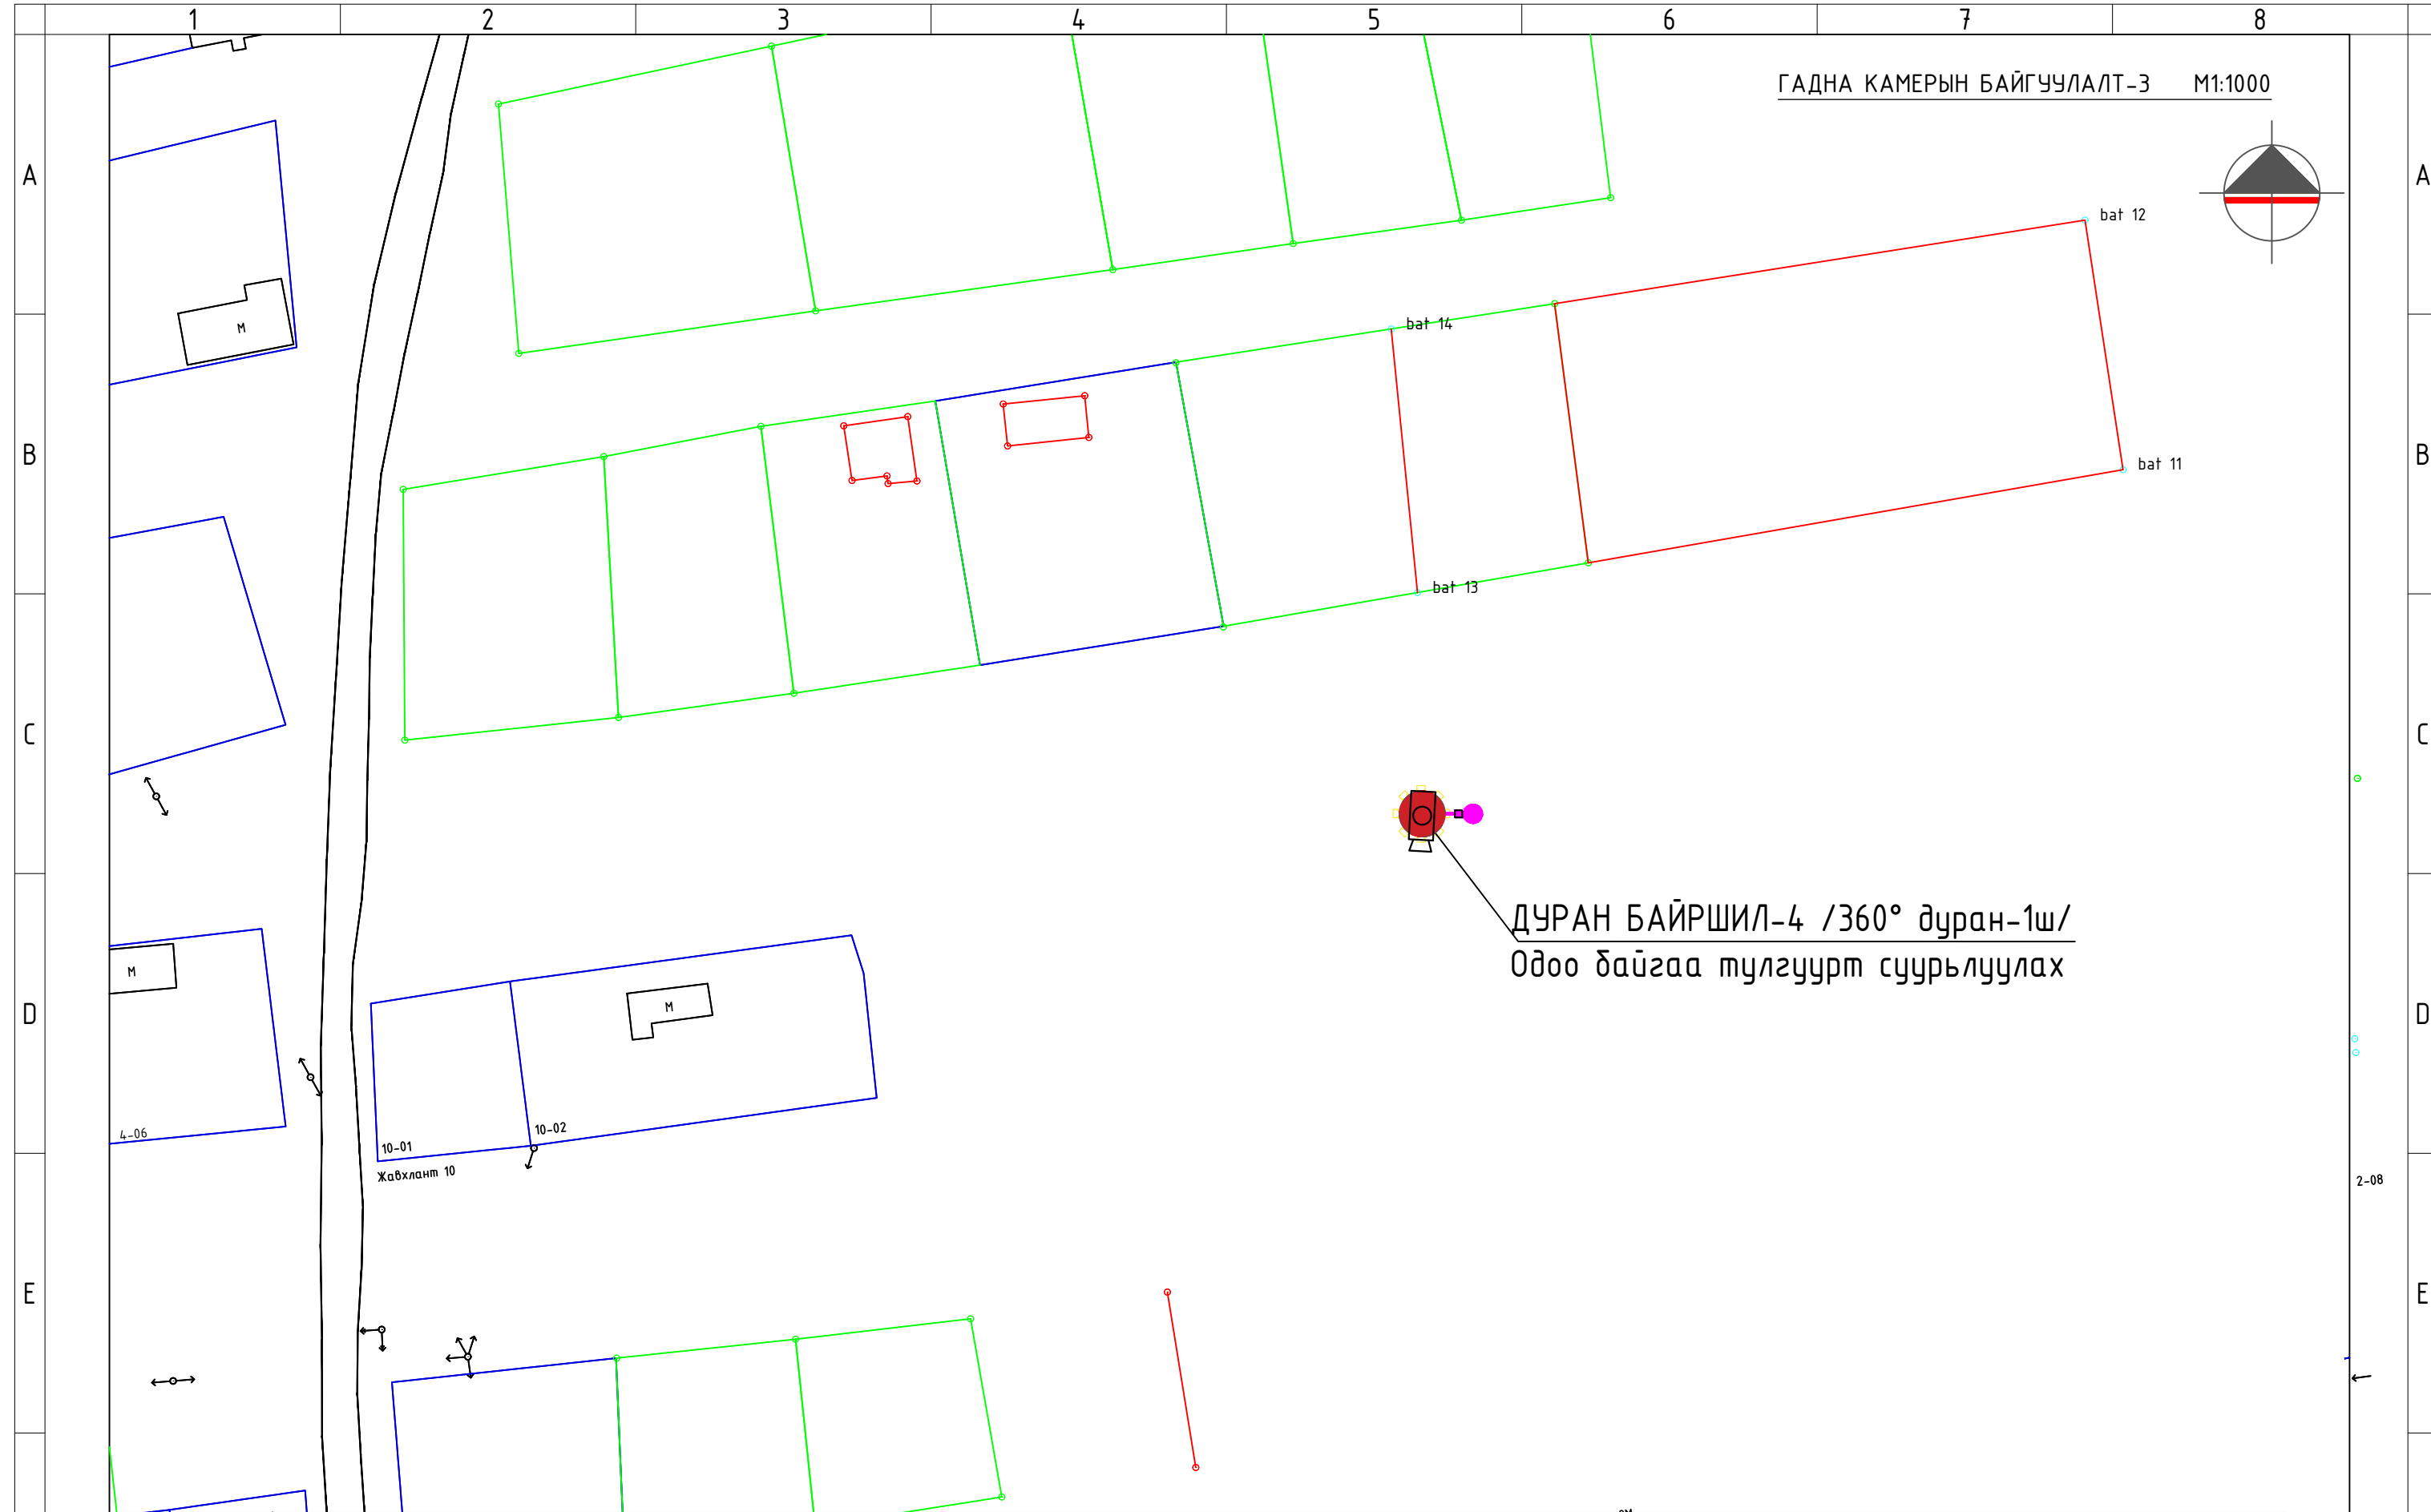 1 2 3 4 5 6 7 8
ГАДНА КАМЕРЫН БАЙГУУЛАЛТ-3 М1:1000
A A
bat 12
bat 14
М
B B
bat 11
bat 13
C C
ДУРАН БАЙРШИЛ-4 /360° дуран-1ш/
Одоо байгаа тулгуурт суурьлуулах
М
М
D D
4-06
10-02
10-01
Жавхлант 10
2-08
E E